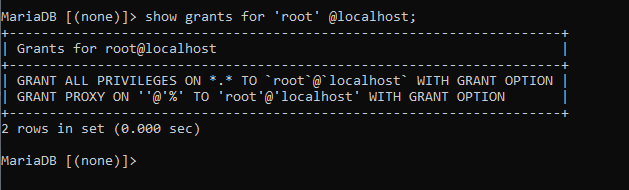 MariaDB [(none)]> show grants for 'root' @localhost;
+---------------------------------------------------------------------+
| Grants for root@localhost                                           |
+---------------------------------------------------------------------+
| GRANT ALL PRIVILEGES ON *.* TO `root`@`localhost` WITH GRANT OPTION |
| GRANT PROXY ON ''@'%' TO 'root'@'localhost' WITH GRANT OPTION       |
+---------------------------------------------------------------------+
2 rows in set (0.000 sec)
MariaDB [(none)]>